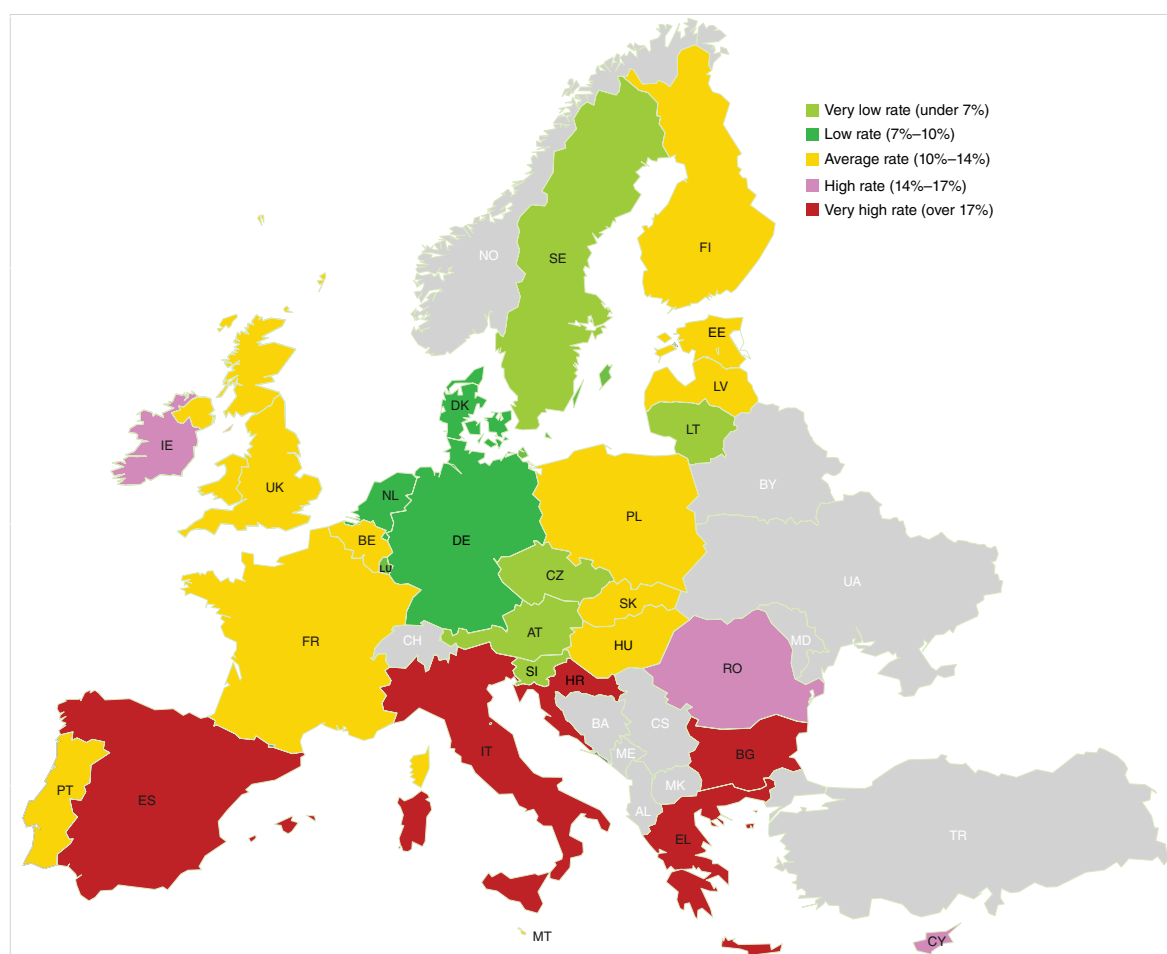 Very low rate (under 7%)
Low rate (7%–10%)
Average rate (10%–14%)
High rate (14%–17%)
Very high rate (over 17%)
NO
SE
FI
EE
LV
LT
DK
IE
UK
NL
BE
LU
DE
PL
BY
UA
CZ
SK
AT
HU
FR
CH
SI
HR
RO
MD
BA
CS
ME
MK
AL
BG
IT
PT
ES
EL
TR
MT
CY